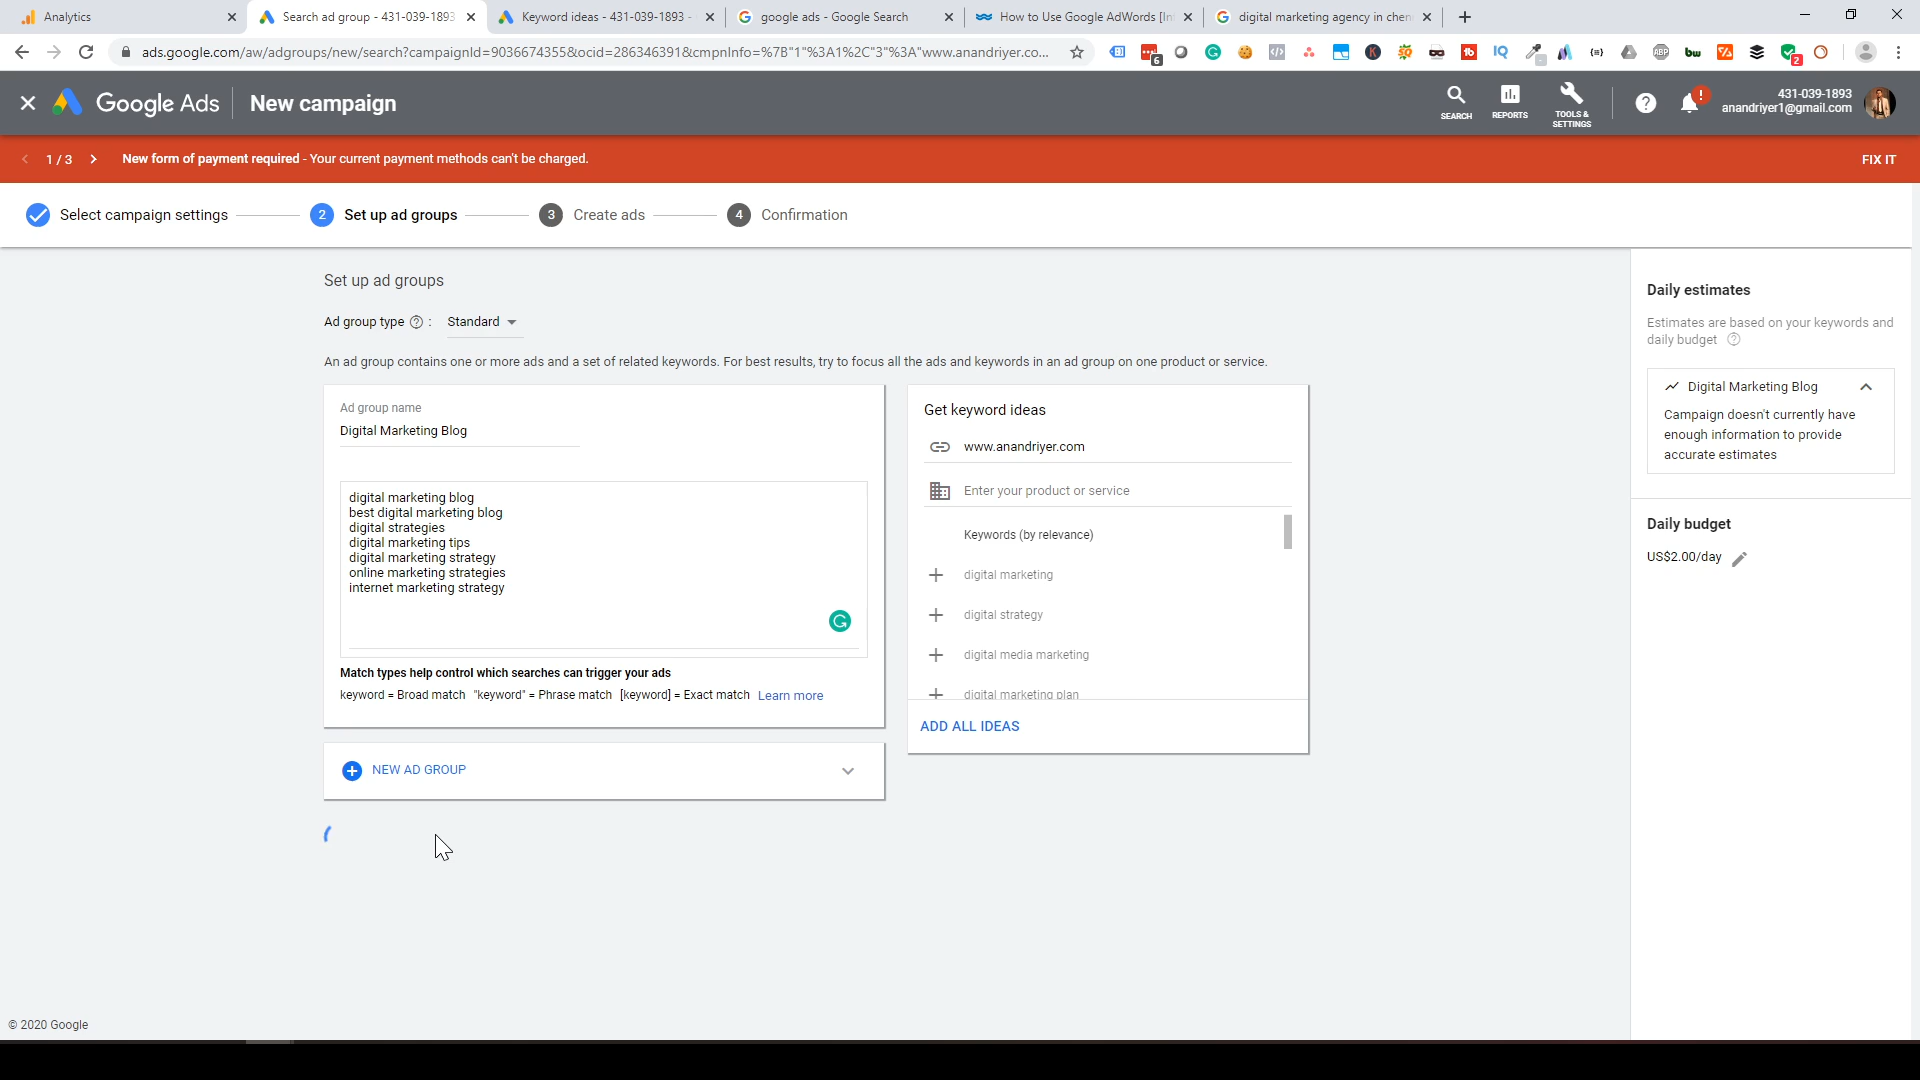 Analytics
Search ad group - 431-039-1893
Keyword ideas - 431-039-1893 -
google ads - Google Search
How to Use Google AdWords [In
digital marketing agency in chen
ads.google.com/aw/adgroups/new/search?campaignId=9036674355&ocid=286346391&cmpnInfo=%7B"1"%3A1%2C"3"%3A"www.anandriyer.co...
Google Ads
New campaign
SEARCH
REPORTS
TOOLS &
SETTINGS
431-039-1893
anandriyer1@gmail.com
1 / 3
New form of payment required - Your current payment methods can't be charged.
FIX IT
Select campaign settings
2 Set up ad groups
3 Create ads
4 Confirmation
Set up ad groups
Ad group type ? : Standard
An ad group contains one or more ads and a set of related keywords. For best results, try to focus all the ads and keywords in an ad group on one product or service.
Ad group name
Digital Marketing Blog
digital marketing blog
best digital marketing blog
digital strategies
digital marketing tips
digital marketing strategy
online marketing strategies
internet marketing strategy
Match types help control which searches can trigger your ads
keyword = Broad match "keyword" = Phrase match [keyword] = Exact match Learn more
NEW AD GROUP
Get keyword ideas
www.anandriyer.com
Enter your product or service
Keywords (by relevance)
digital marketing
digital strategy
digital media marketing
digital marketing plan
ADD ALL IDEAS
Daily estimates
Estimates are based on your keywords and
daily budget ?
Digital Marketing Blog
Campaign doesn't currently have
enough information to provide
accurate estimates
Daily budget
US$2.00/day
© 2020 Google